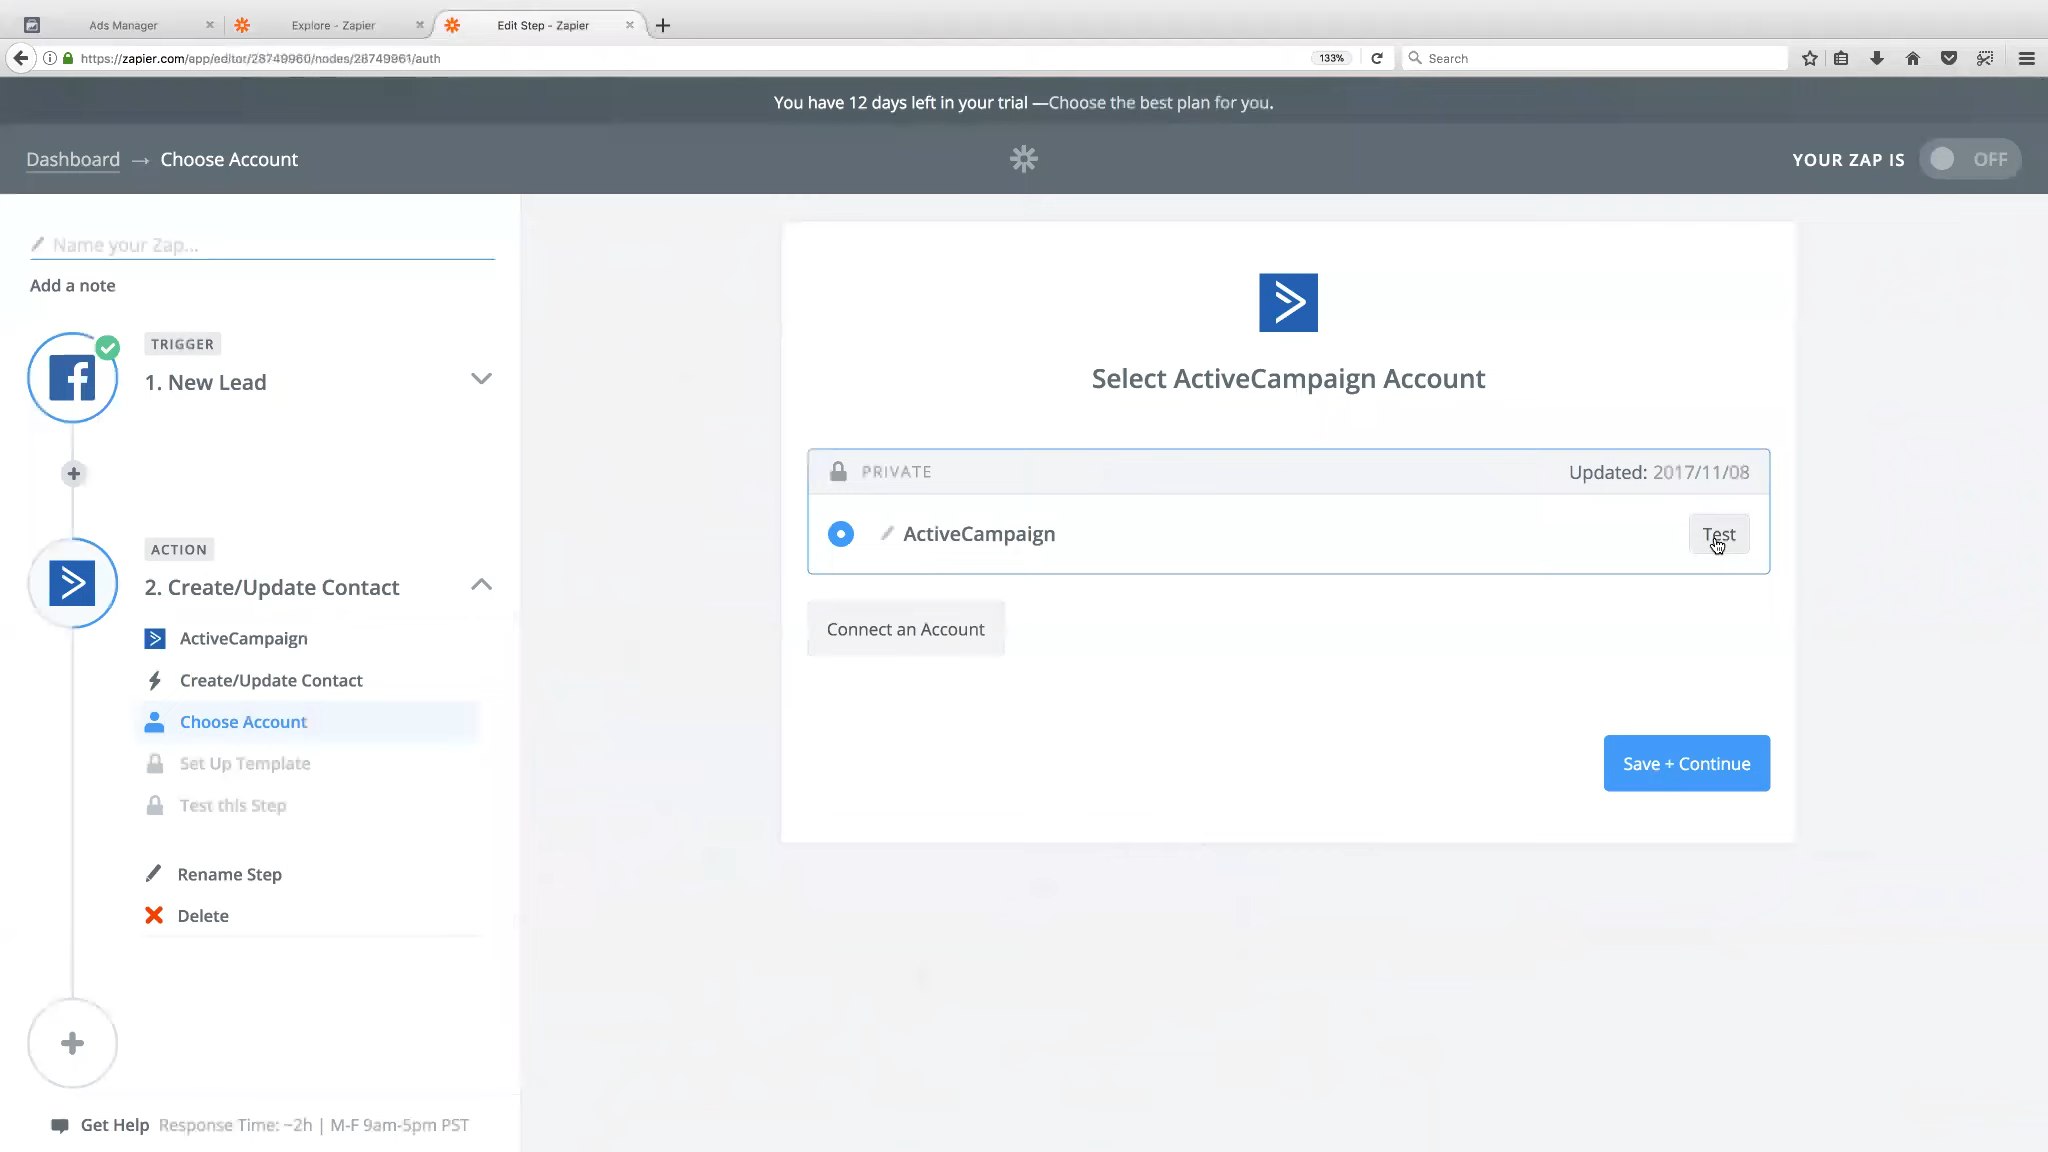 Ads Manager
Explore - Zapier
Edit Step - Zapier
https://zapier.com/app/editor/28749960/nodes/28749961/auth
133%
Search
You have 12 days left in your trial —Choose the best plan for you.
Dashboard → Choose Account
YOUR ZAP IS OFF
Name your Zap...
Add a note
TRIGGER
1. New Lead
ACTION
2. Create/Update Contact
ActiveCampaign
Create/Update Contact
Choose Account
Set Up Template
Test this Step
Rename Step
Delete
Get Help Response Time: ~2h | M-F 9am-5pm PST
Select ActiveCampaign Account
PRIVATE
Updated: 2017/11/08
ActiveCampaign
Test
Connect an Account
Save + Continue